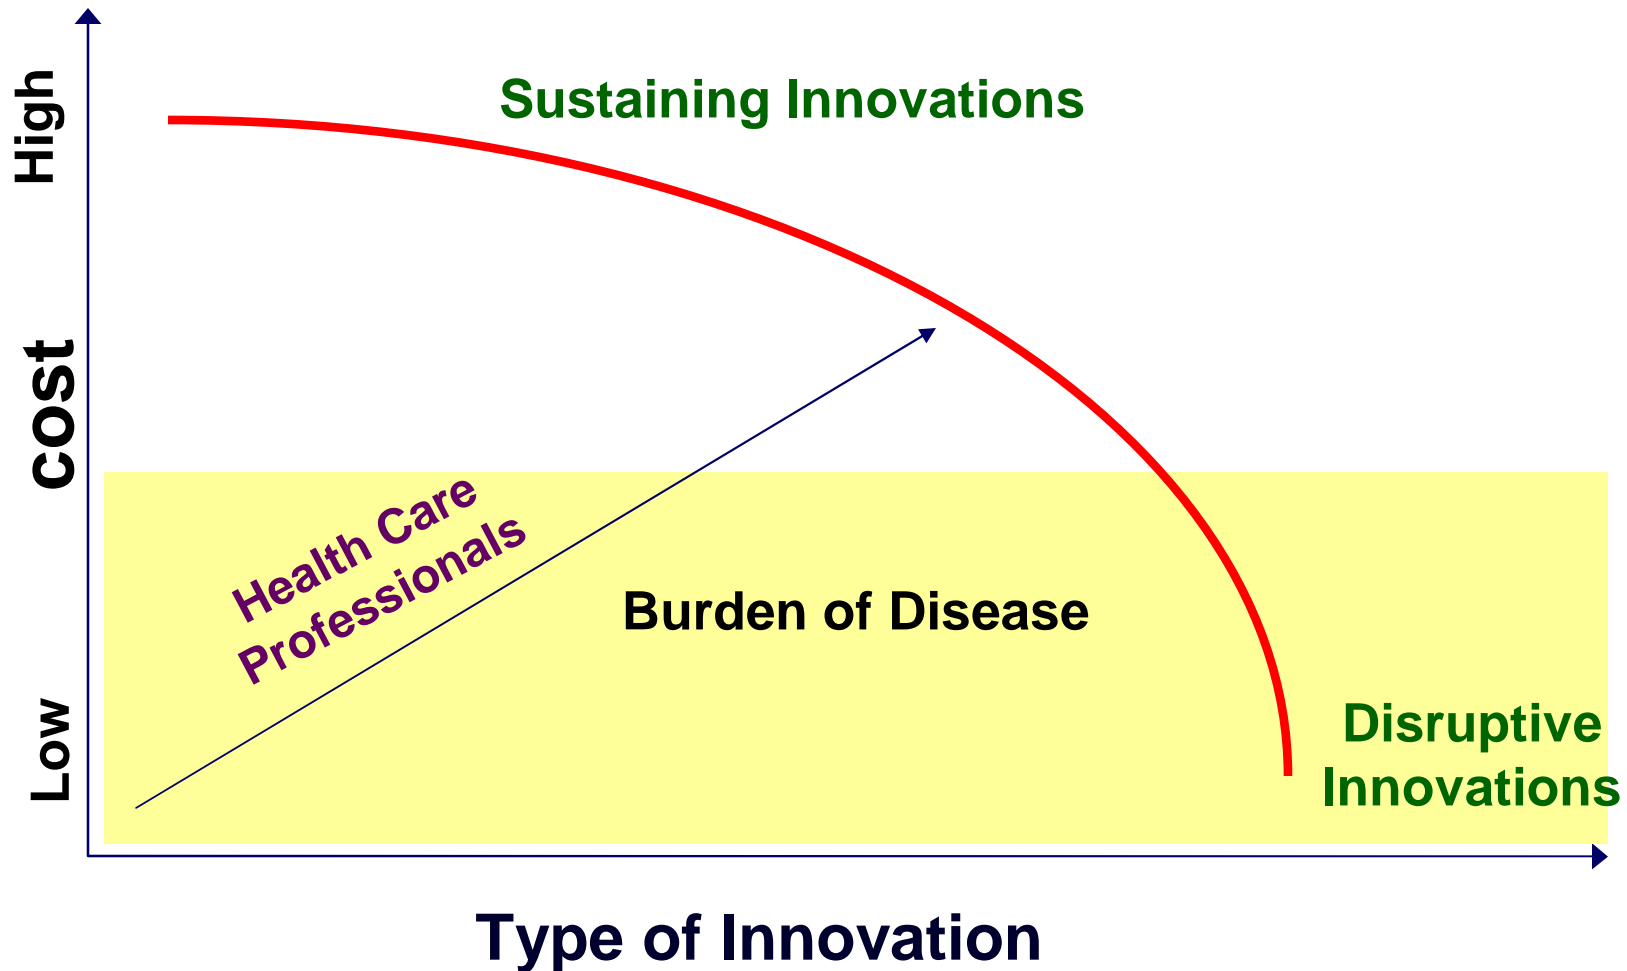 High
Sustaining Innovations
cost
Health Care
Professionals
Burden of Disease
Low
Disruptive
Innovations
Type of Innovation